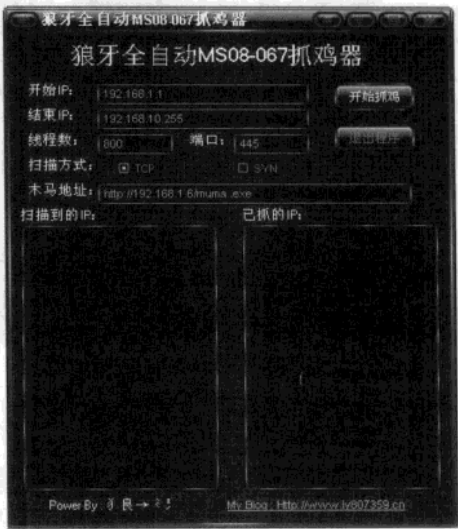 狼牙全自动MS08-067抓鸡器
狼牙全自动MS08-067抓鸡器
开始IP: 192.168.1.1 开始抓鸡
结束IP: 192.168.10.255
线程数: 800 端口: 445 退出程序
扫描方式: TCP SYN
木马地址: http://192.168.1.6/muma.exe
扫描到的IP: 已抓的IP:
Power By
My Blog : Http://www.lv807359.cn